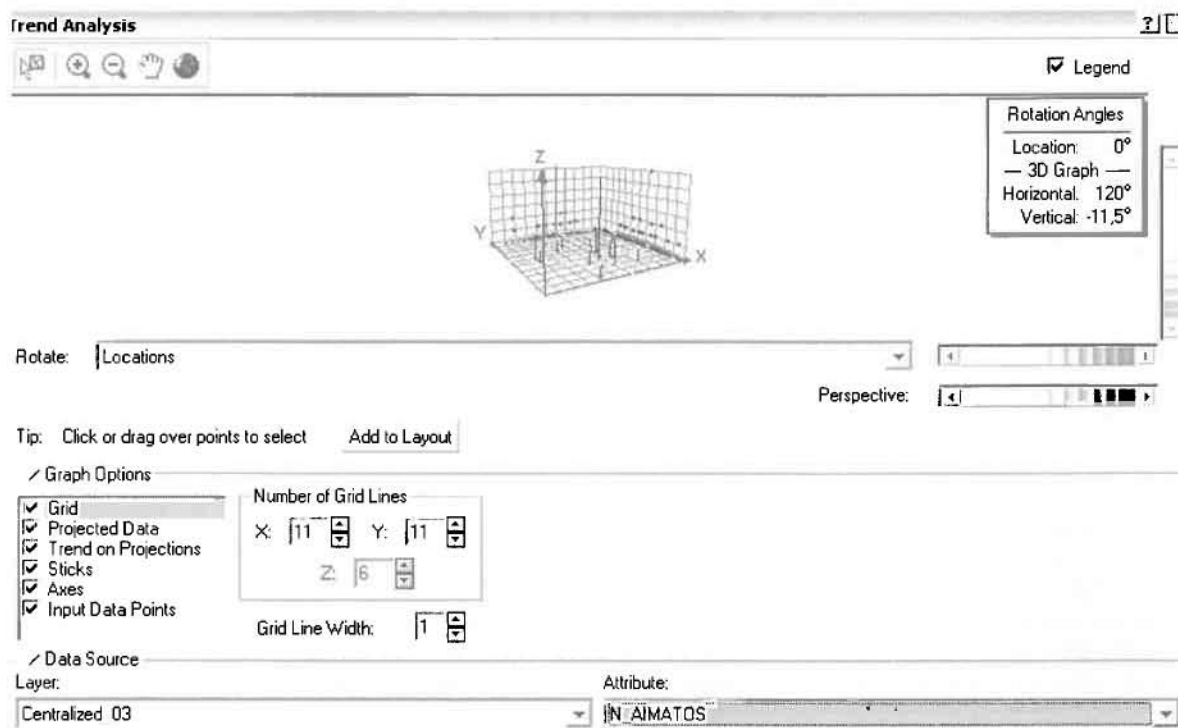 Trend Analysis
Legend
Rotation Angles
Location: 0°
3D Graph
Horizontal. 120°
Vertical: -11,5°
Z
Y
X
Rotate: Locations
Perspective:
Tip: Click or drag over points to select Add to Layout
Graph Options
Grid
Projected Data
Trend on Projections
Sticks
Axes
Input Data Points
Number of Grid Lines
X: 11 Y: 11
Z: 6
Grid Line Width: 1
Data Source
Layer: Attribute:
Centralized 03 N_AIMATOS